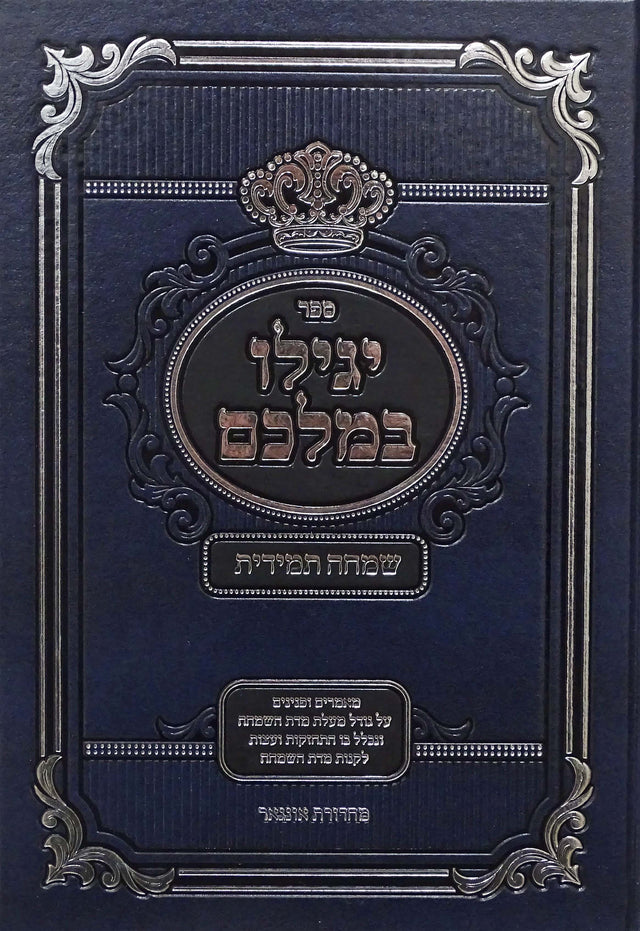 ספר
יגילו
במלכם
שמחה תמידית
מאמרים ופנינים
על גודל מעלת מדת השמחה
ונכלל בו התחזקות ועצות
לקנות מדת השמחה
מהדורת אונגאר